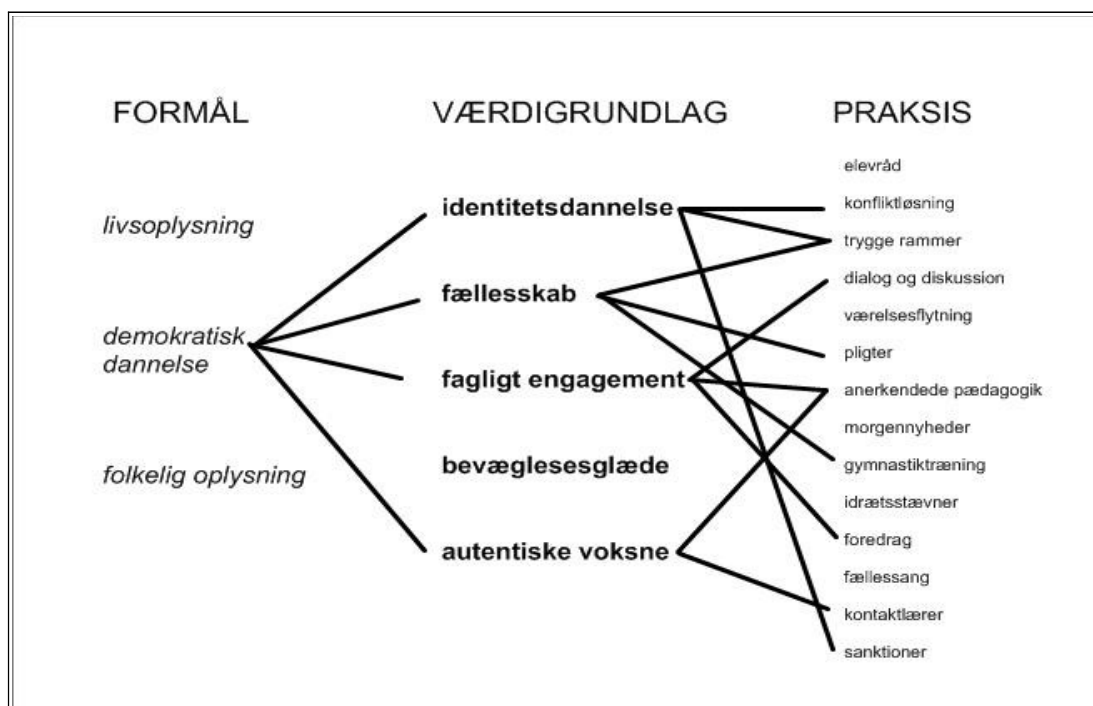 FORMÅL
VÆRDIGRUNDLAG
PRAKSIS
livsoplysning
demokratisk
dannelse
folkelig oplysning
identitetsdannelse
fællesskab
fagligt engagement
bevæglesesglæde
autentiske voksne
elevråd
konfliktløsning
trygge rammer
dialog og diskussion
værelsesflytning
pligter
anerkendede pædagogik
morgennyheder
gymnastiktræning
idrætsstævner
foredrag
fællessang
kontaktlærer
sanktioner